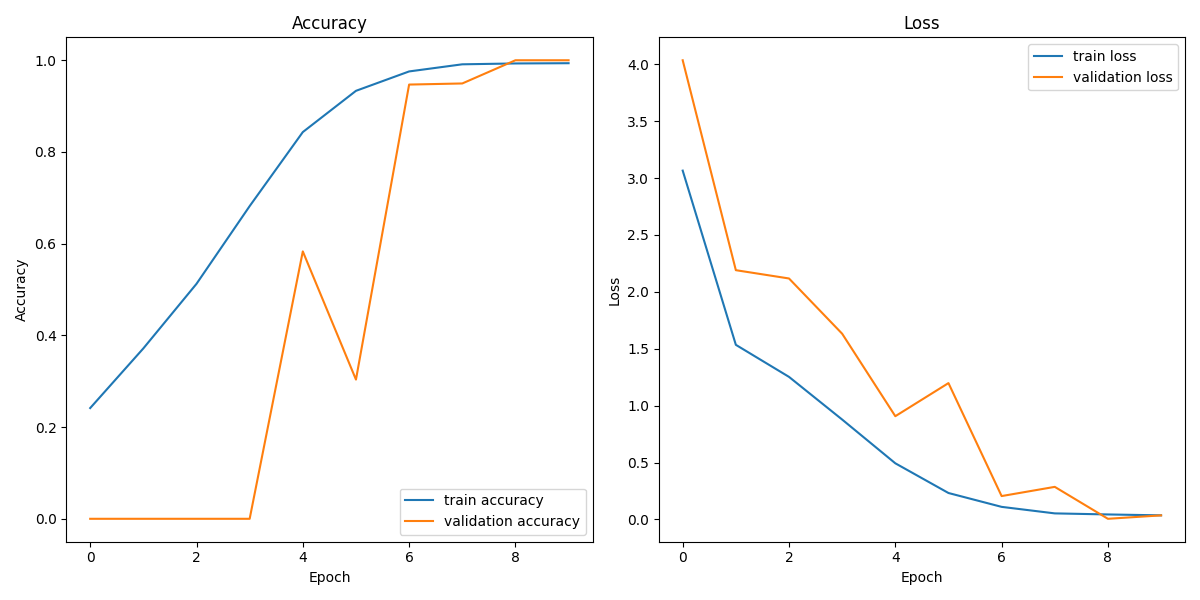 Accuracy
Accuracy
1.0
0.8
0.6
0.4
0.2
0.0
0 2 4 6 8
Epoch
train accuracy
validation accuracy
Loss
Loss
4.0
3.5
3.0
2.5
2.0
1.5
1.0
0.5
0.0
0 2 4 6 8
Epoch
train loss
validation loss